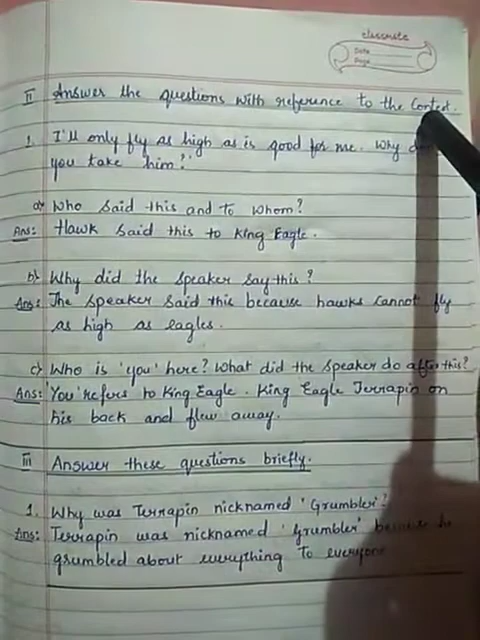 classmate
Date
Page
II Answer the questions with reference to the Context.
1. I'll only fly as high as is good for me. Why
you take him?'
a) Who said this and to whom?
Ans: Hawk said this to King Eagle.
b) Why did the speaker say this?
Ans: The speaker said this because hawks cannot fly
as high as eagles.
c) Who is 'you' here? What did the speaker do after this?
Ans: 'You' refers to King Eagle. King Eagle Terrapin on
his back and flew away.
III Answer these questions briefly.
1. Why was Terrapin nicknamed 'Grumbler'?
Ans: Terrapin was nicknamed 'Grumbler' because he
grumbled about everything to everyone